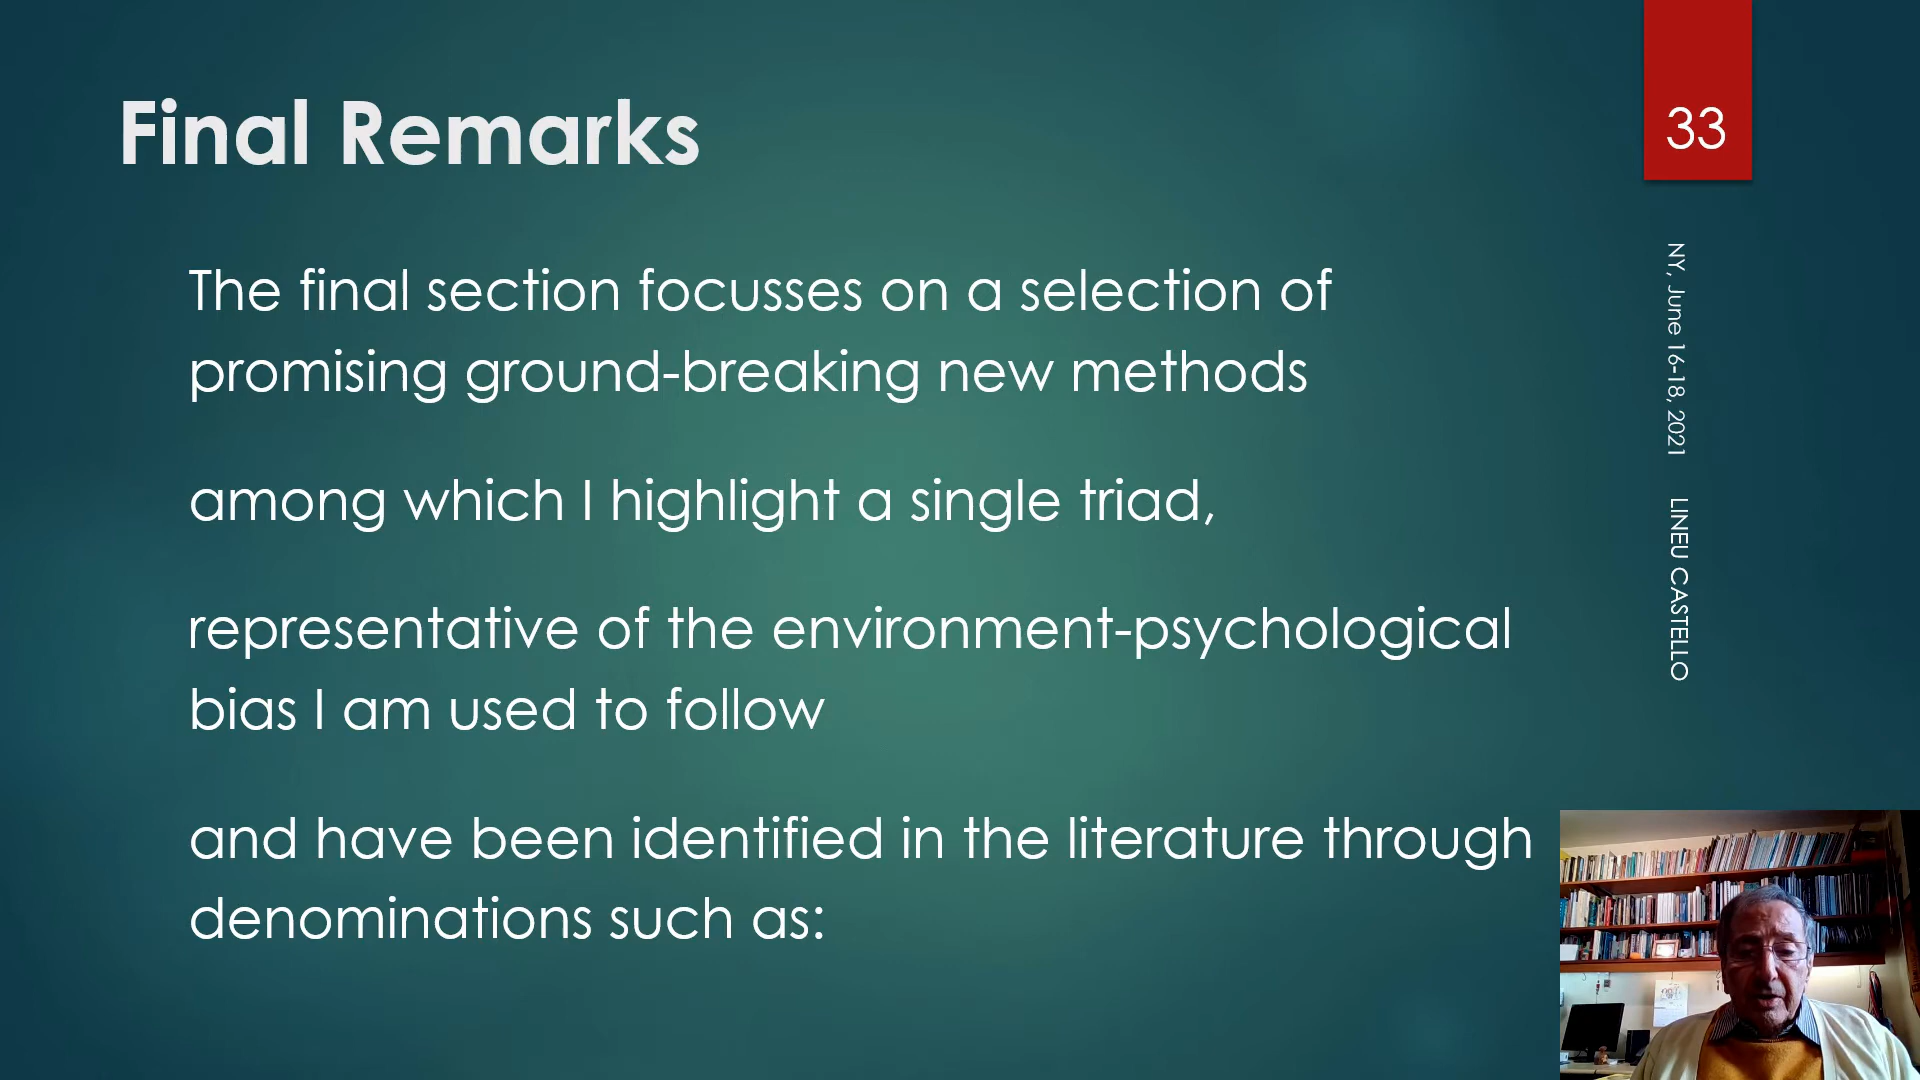 Final Remarks
33
The final section focusses on a selection of
promising ground-breaking new methods
among which I highlight a single triad,
representative of the environment-psychological
bias I am used to follow
and have been identified in the literature through
denominations such as:
NY, June 16-18, 2021
LINEU CASTELLO